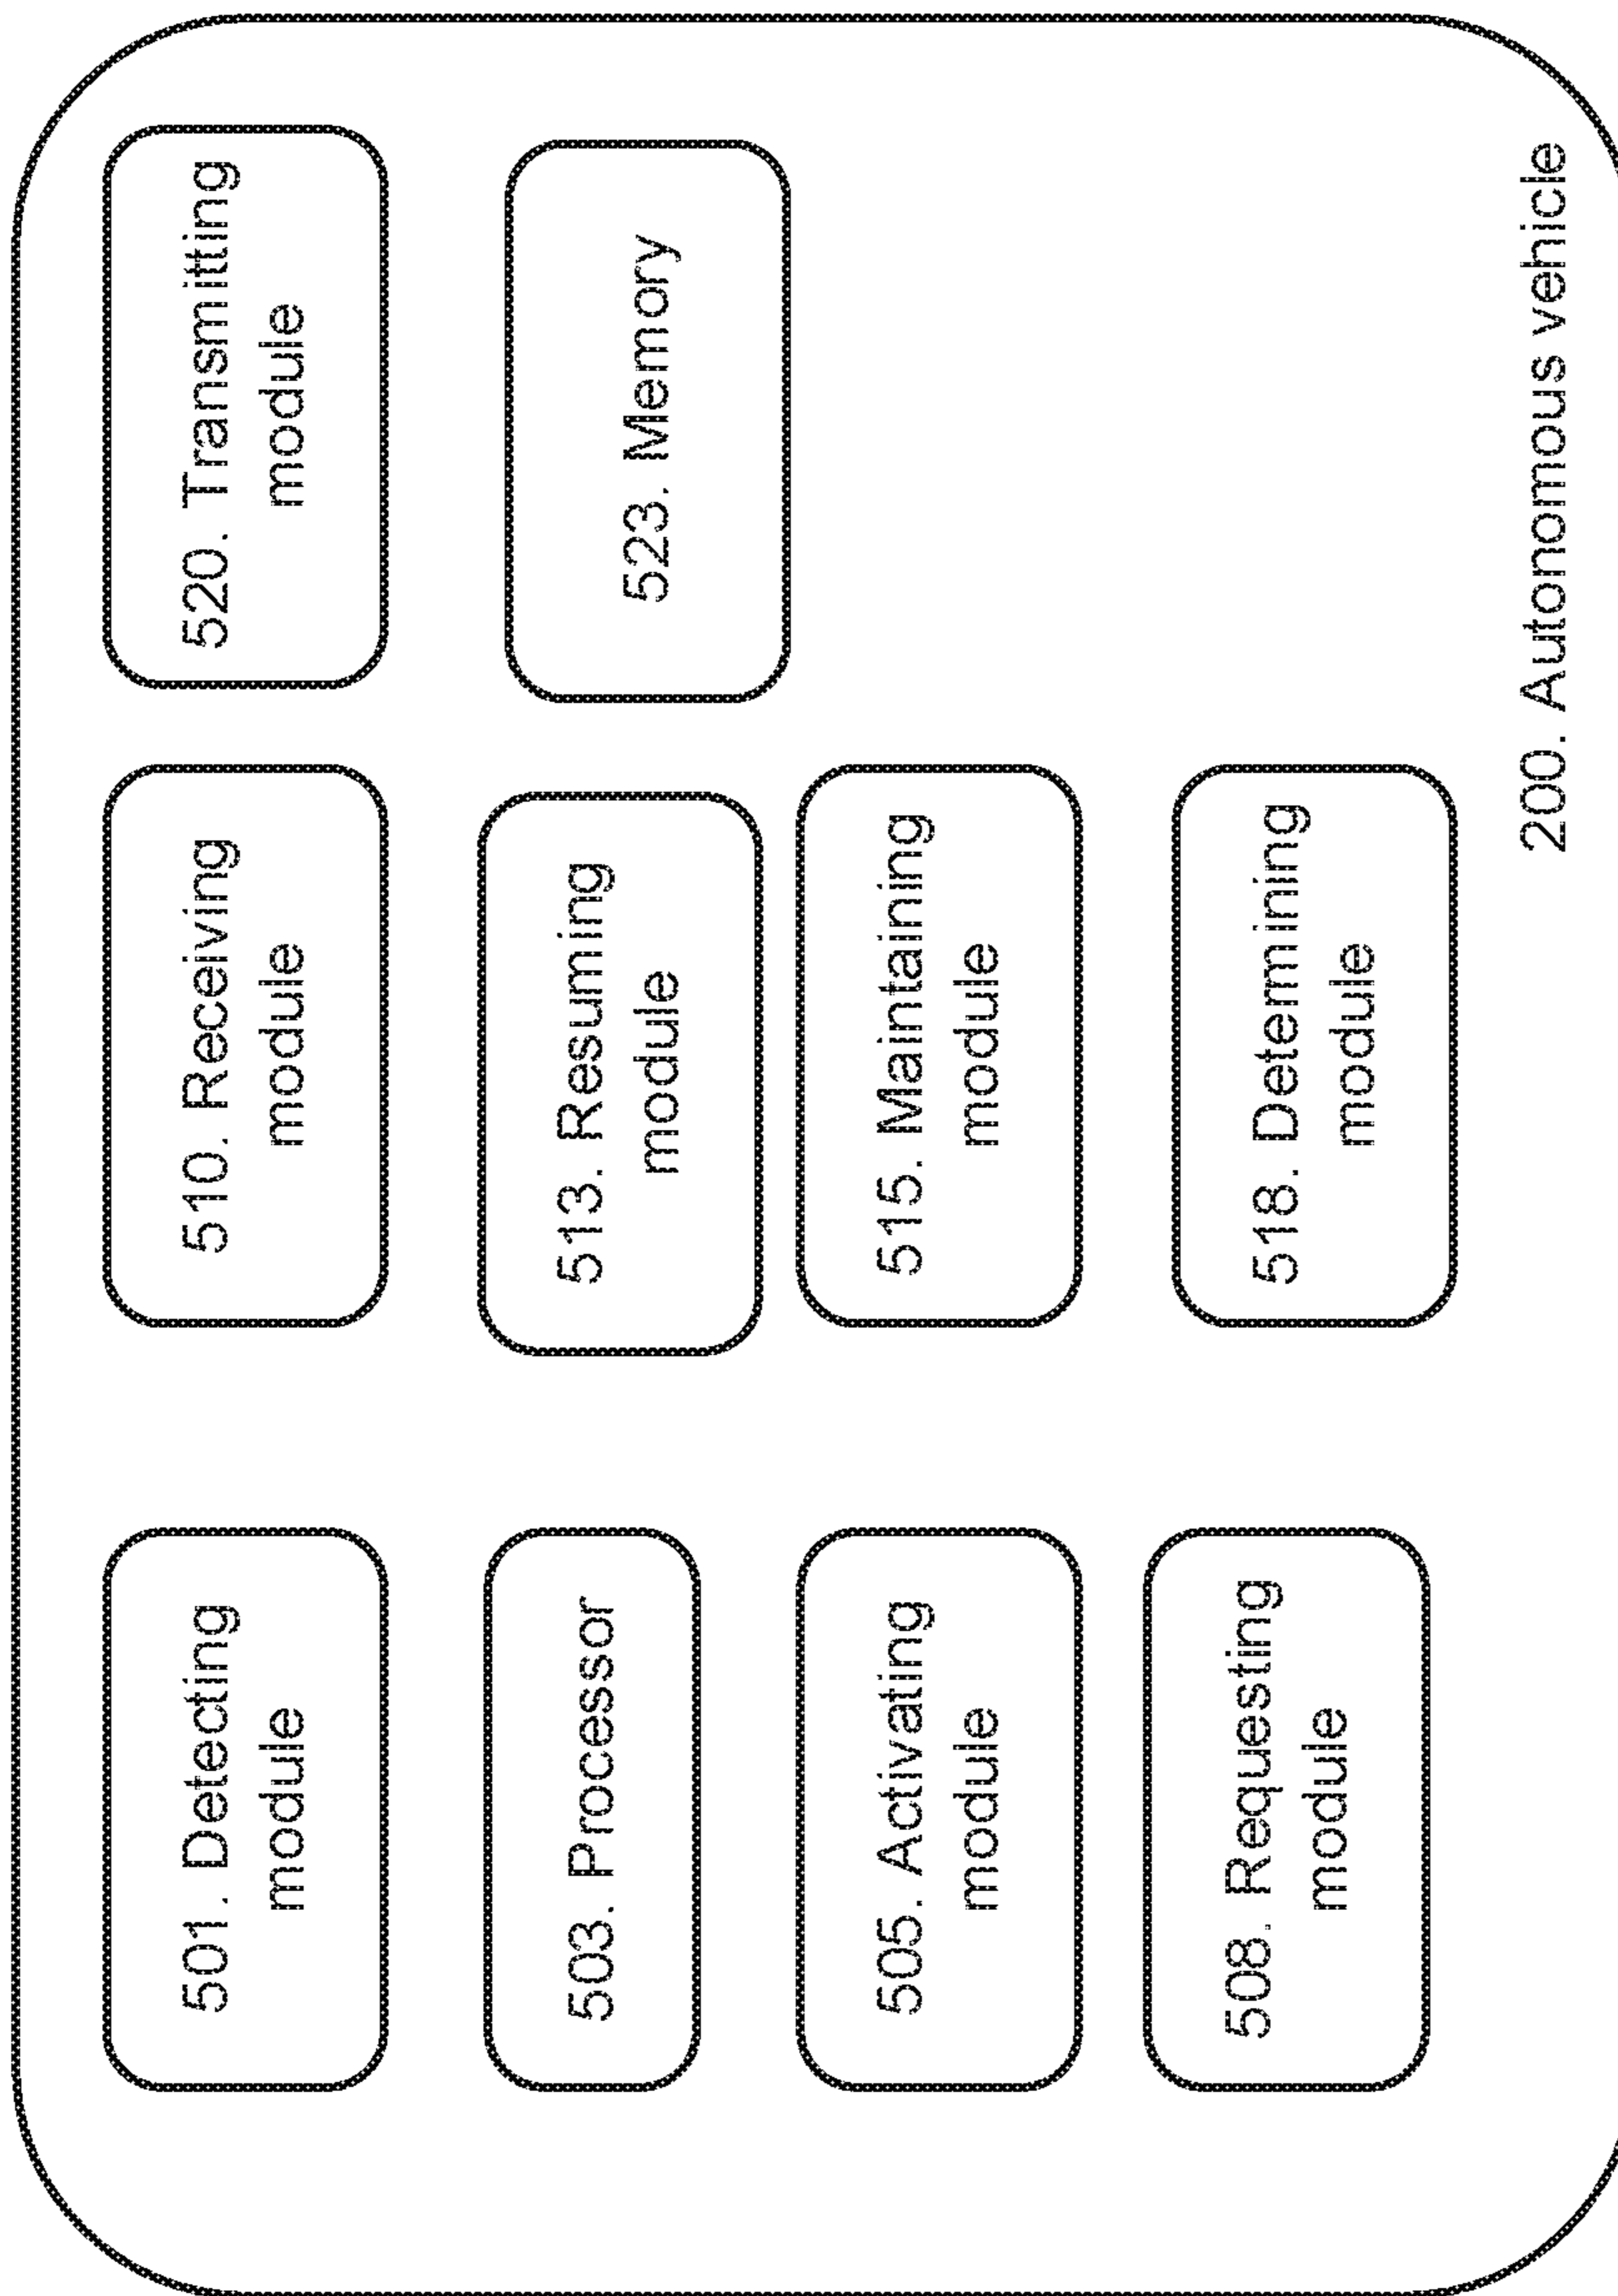 501. Detecting
module
503. Processor
505. Activating
module
508. Requesting
module
510. Receiving
module
513. Resuming
module
515. Maintaining
module
518. Determining
module
520. Transmitting
module
523. Memory
200. Autonomous vehicle